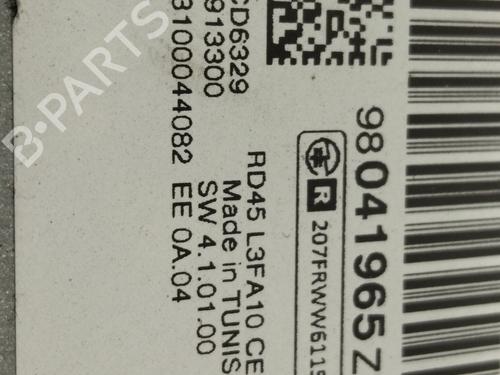 98041965Z
R 207FRWW6115
CD6329
913300
3100044082
RD45 L3FA10 CE
Made in TUNIS
SW 4.1.01.00
EE 0A.04
B-PARTS